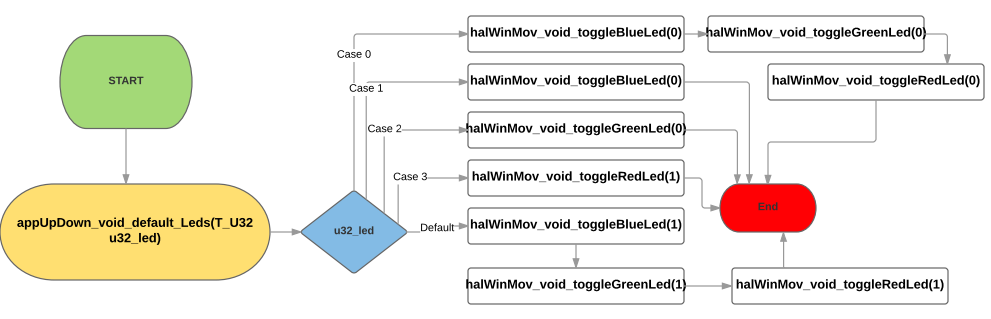 START
appUpDown_void_default_Leds(T_U32
u32_led)
u32_led
Case 0
halWinMov_void_toggleBlueLed(0)
halWinMov_void_toggleGreenLed(0)
halWinMov_void_toggleRedLed(0)
Case 1
halWinMov_void_toggleBlueLed(0)
Case 2
halWinMov_void_toggleGreenLed(0)
Case 3
halWinMov_void_toggleRedLed(1)
Default
halWinMov_void_toggleBlueLed(1)
halWinMov_void_toggleGreenLed(1)
halWinMov_void_toggleRedLed(1)
End